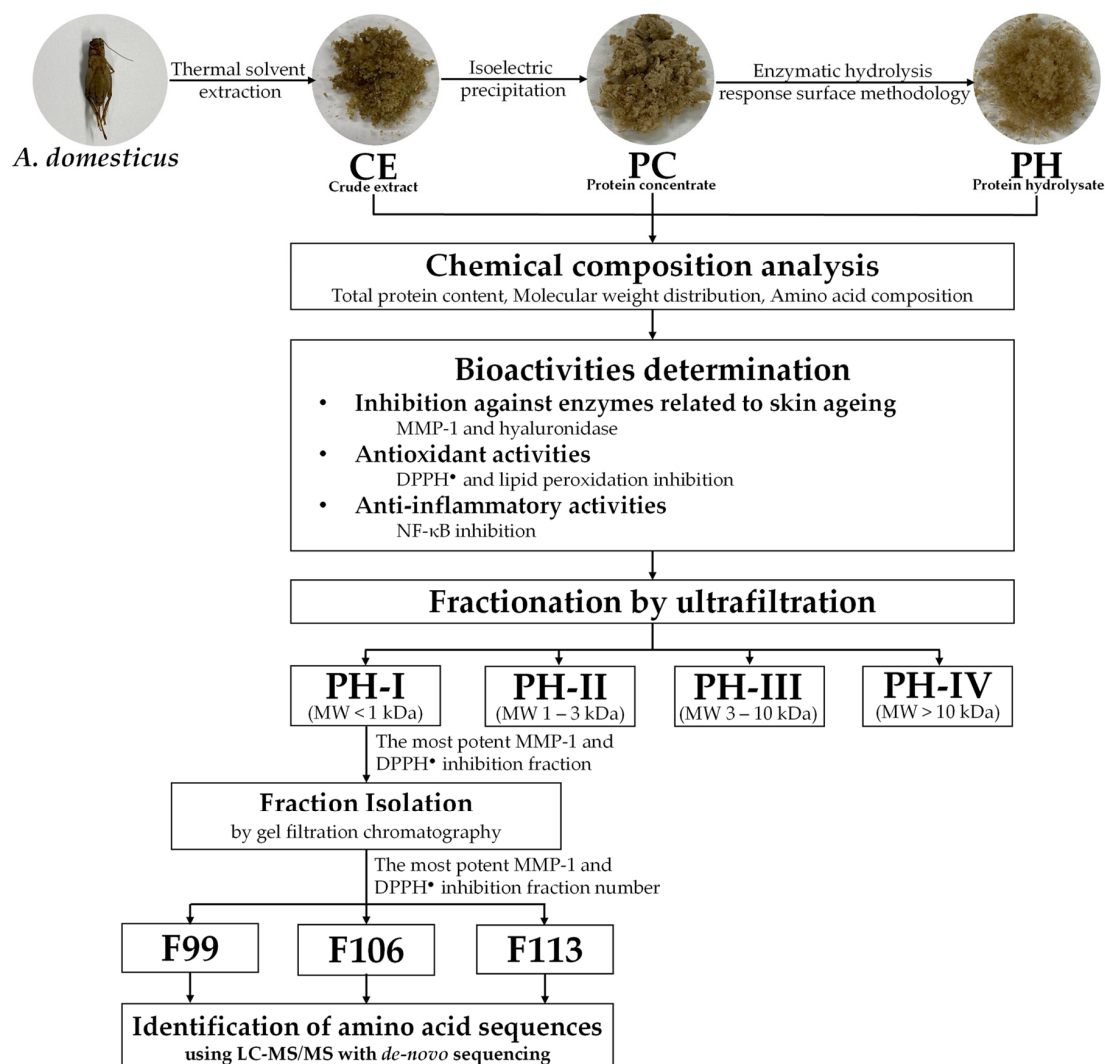 Thermal solvent
extraction
Isoelectric
precipitation
Enzymatic hydrolysis
response surface methodology
A. domesticus
CE
Crude extract
PC
Protein concentrate
PH
Protein hydrolysate
Chemical composition analysis
Total protein content, Molecular weight distribution, Amino acid composition
Bioactivities determination
• Inhibition against enzymes related to skin ageing
MMP-1 and hyaluronidase
• Antioxidant activities
DPPH• and lipid peroxidation inhibition
• Anti-inflammatory activities
NF-κB inhibition
Fractionation by ultrafiltration
PH-I
(MW < 1 kDa)
PH-II
(MW 1 – 3 kDa)
PH-III
(MW 3 – 10 kDa)
PH-IV
(MW > 10 kDa)
The most potent MMP-1 and
DPPH• inhibition fraction
Fraction Isolation
by gel filtration chromatography
The most potent MMP-1 and
DPPH• inhibition fraction number
F99
F106
F113
Identification of amino acid sequences
using LC-MS/MS with de-novo sequencing